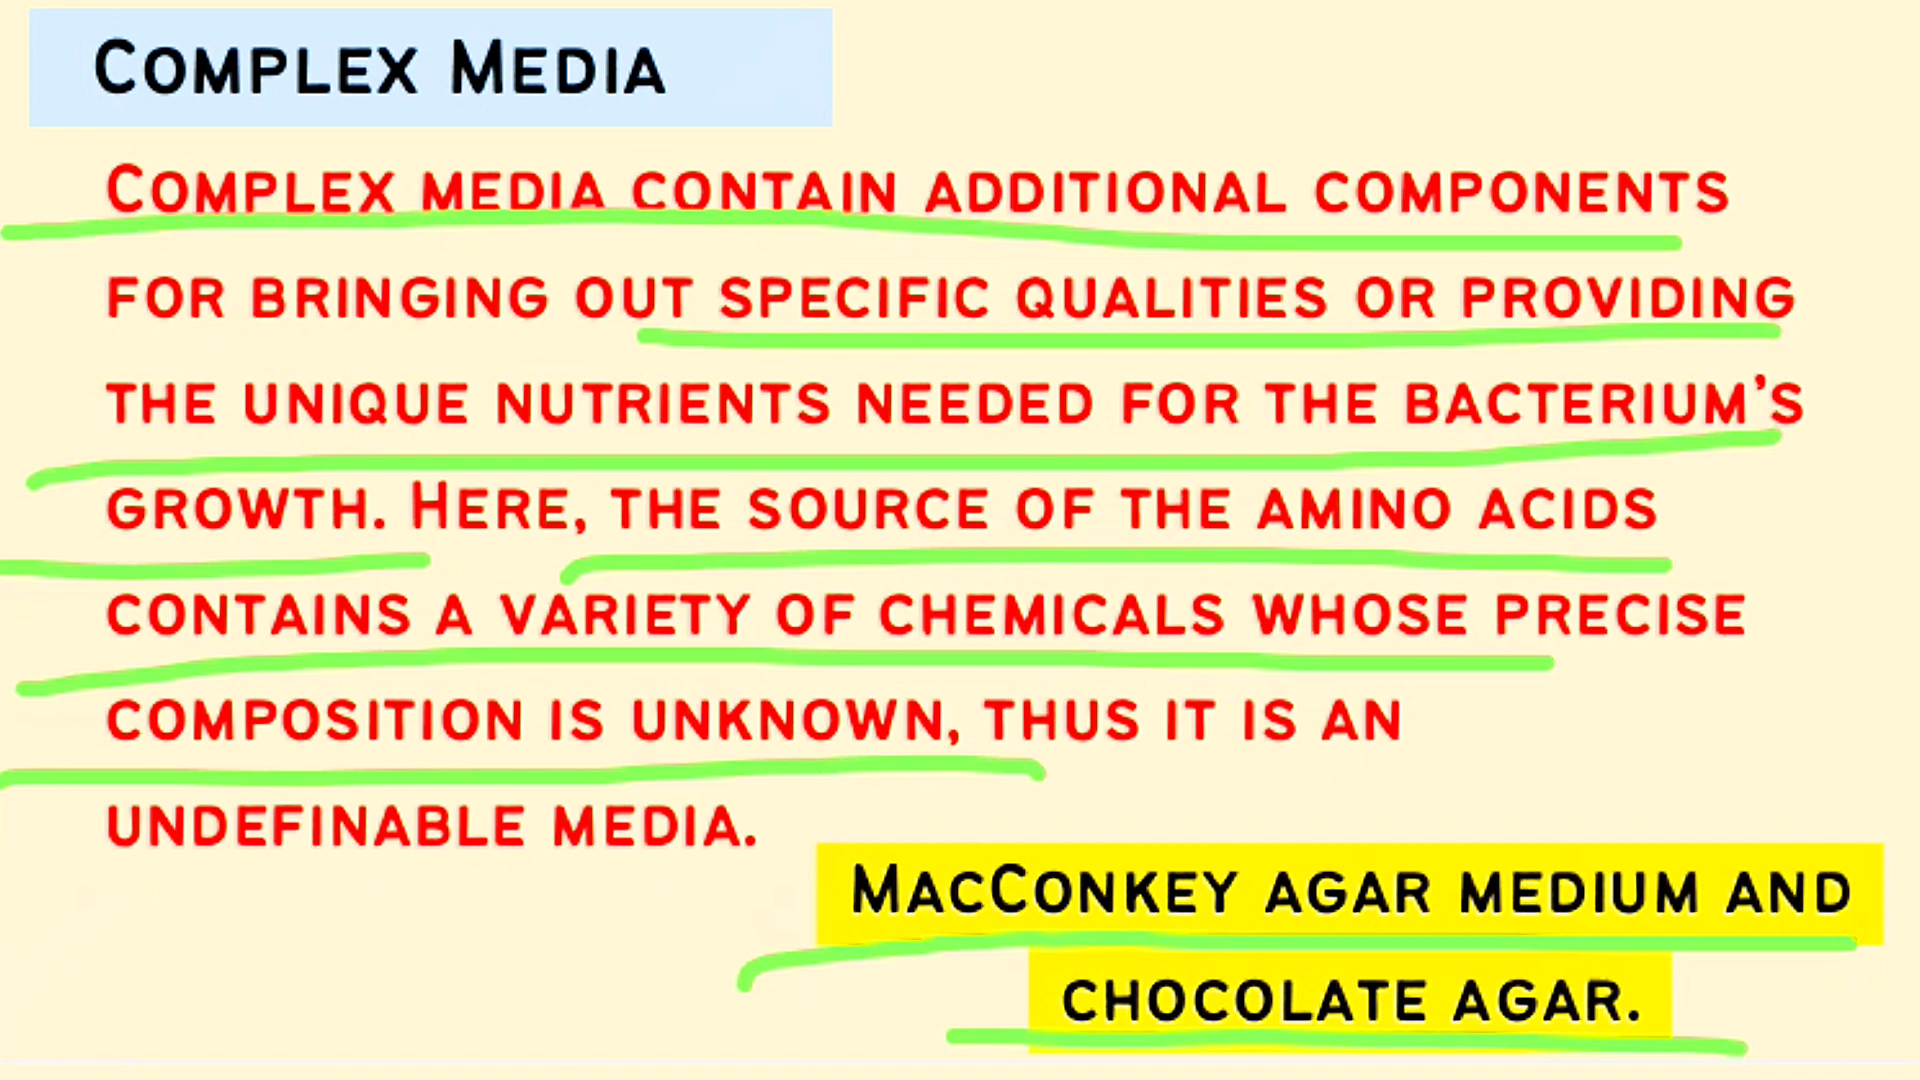 Complex Media
Complex media contain additional components
for bringing out specific qualities or providing
the unique nutrients needed for the bacterium's
growth. Here, the source of the amino acids
contains a variety of chemicals whose precise
composition is unknown, thus it is an
undefinable media.
MacConkey agar medium and
chocolate agar.